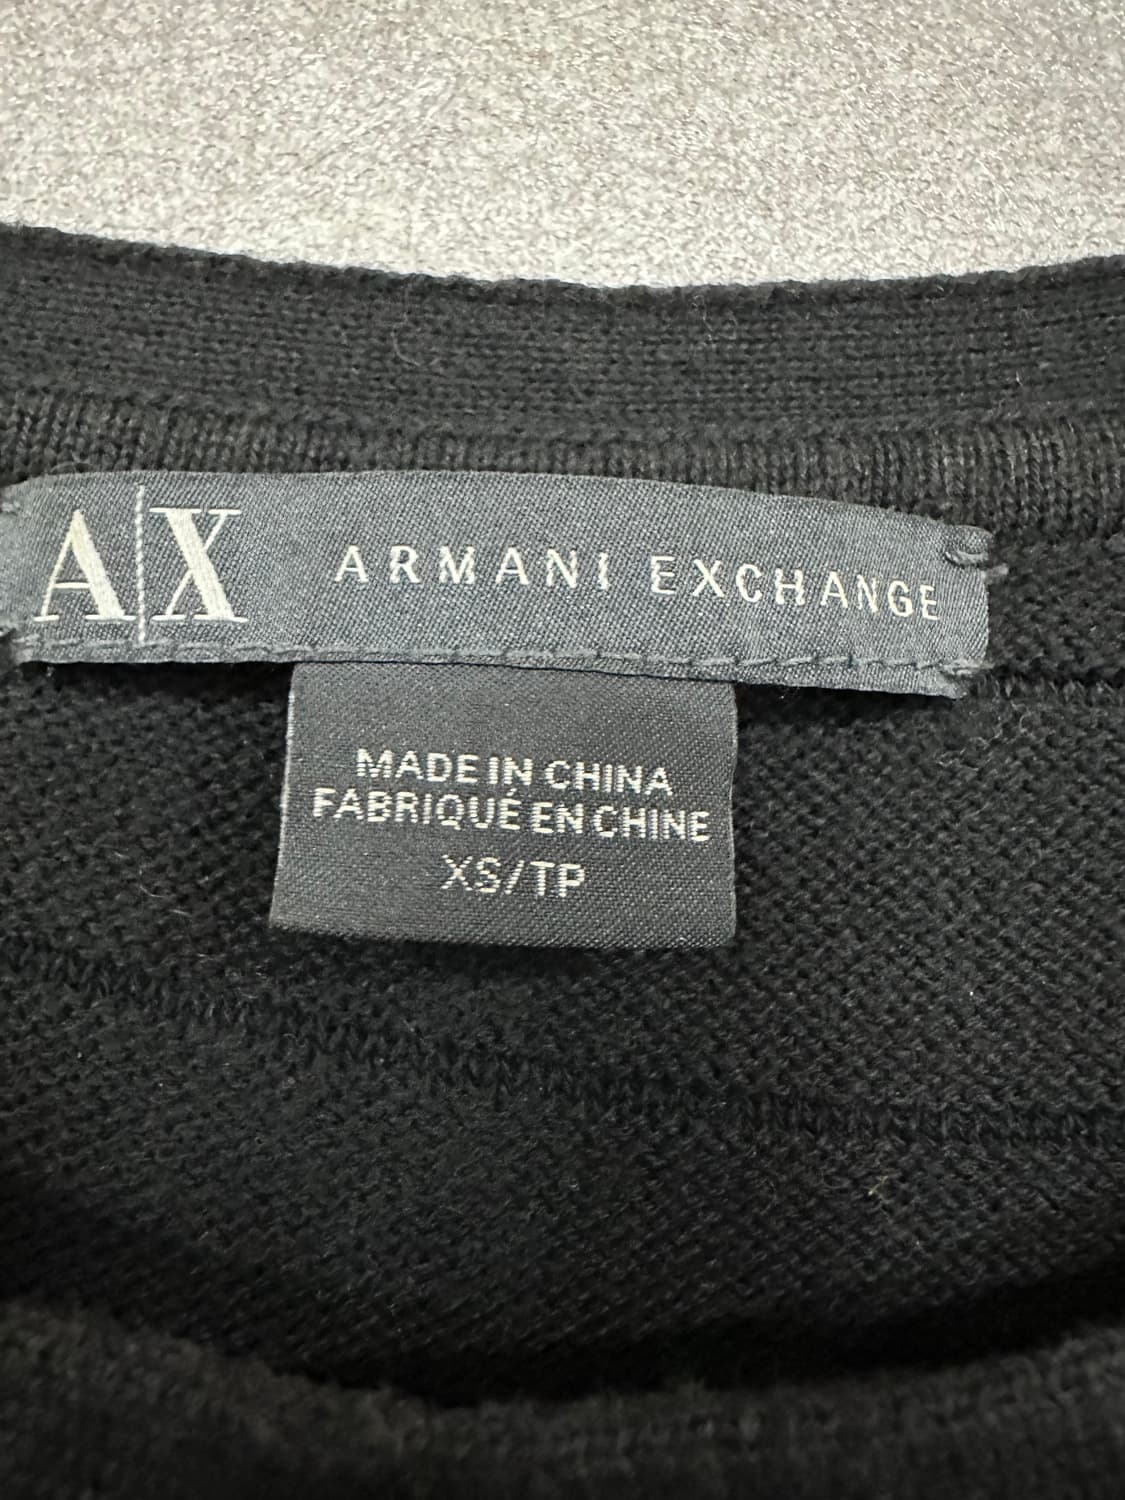 A|X ARMANI EXCHANGE
MADE IN CHINA
FABRIQUÉ EN CHINE
XS/TP